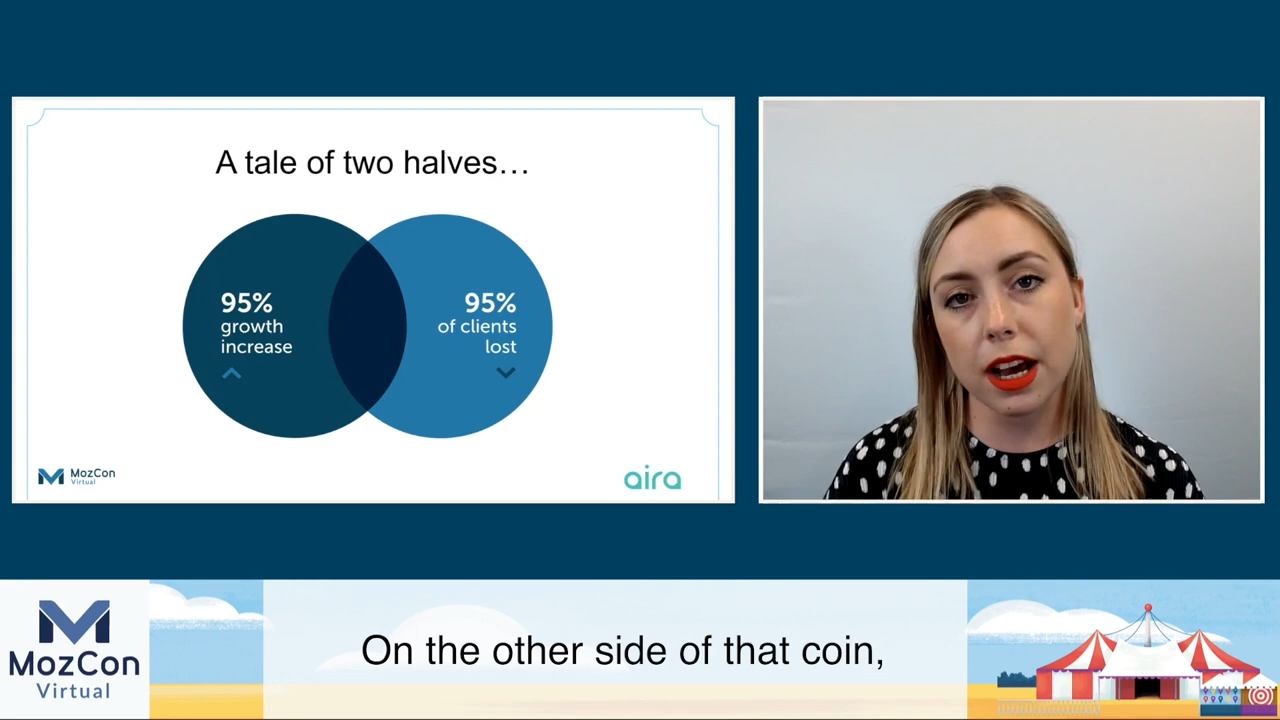 A tale of two halves…
95%
growth
increase
95%
of clients
lost
MozCon
Virtual
aira
MozCon
Virtual
On the other side of that coin,